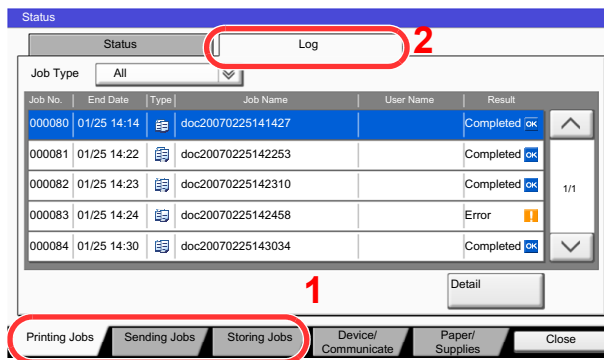 Status
Status Log 2
Job Type All
Job No. End Date Type Job Name User Name Result
000080 01/25 14:14 doc20070225141427 Completed OK
000081 01/25 14:22 doc20070225142253 Completed OK
000082 01/25 14:23 doc20070225142310 Completed OK
1/1
000083 01/25 14:24 doc20070225142458 Error !
000084 01/25 14:30 doc20070225143034 Completed OK
1
Detail
Printing Jobs Sending Jobs Storing Jobs Device/
Communicate Paper/
Supplies Close